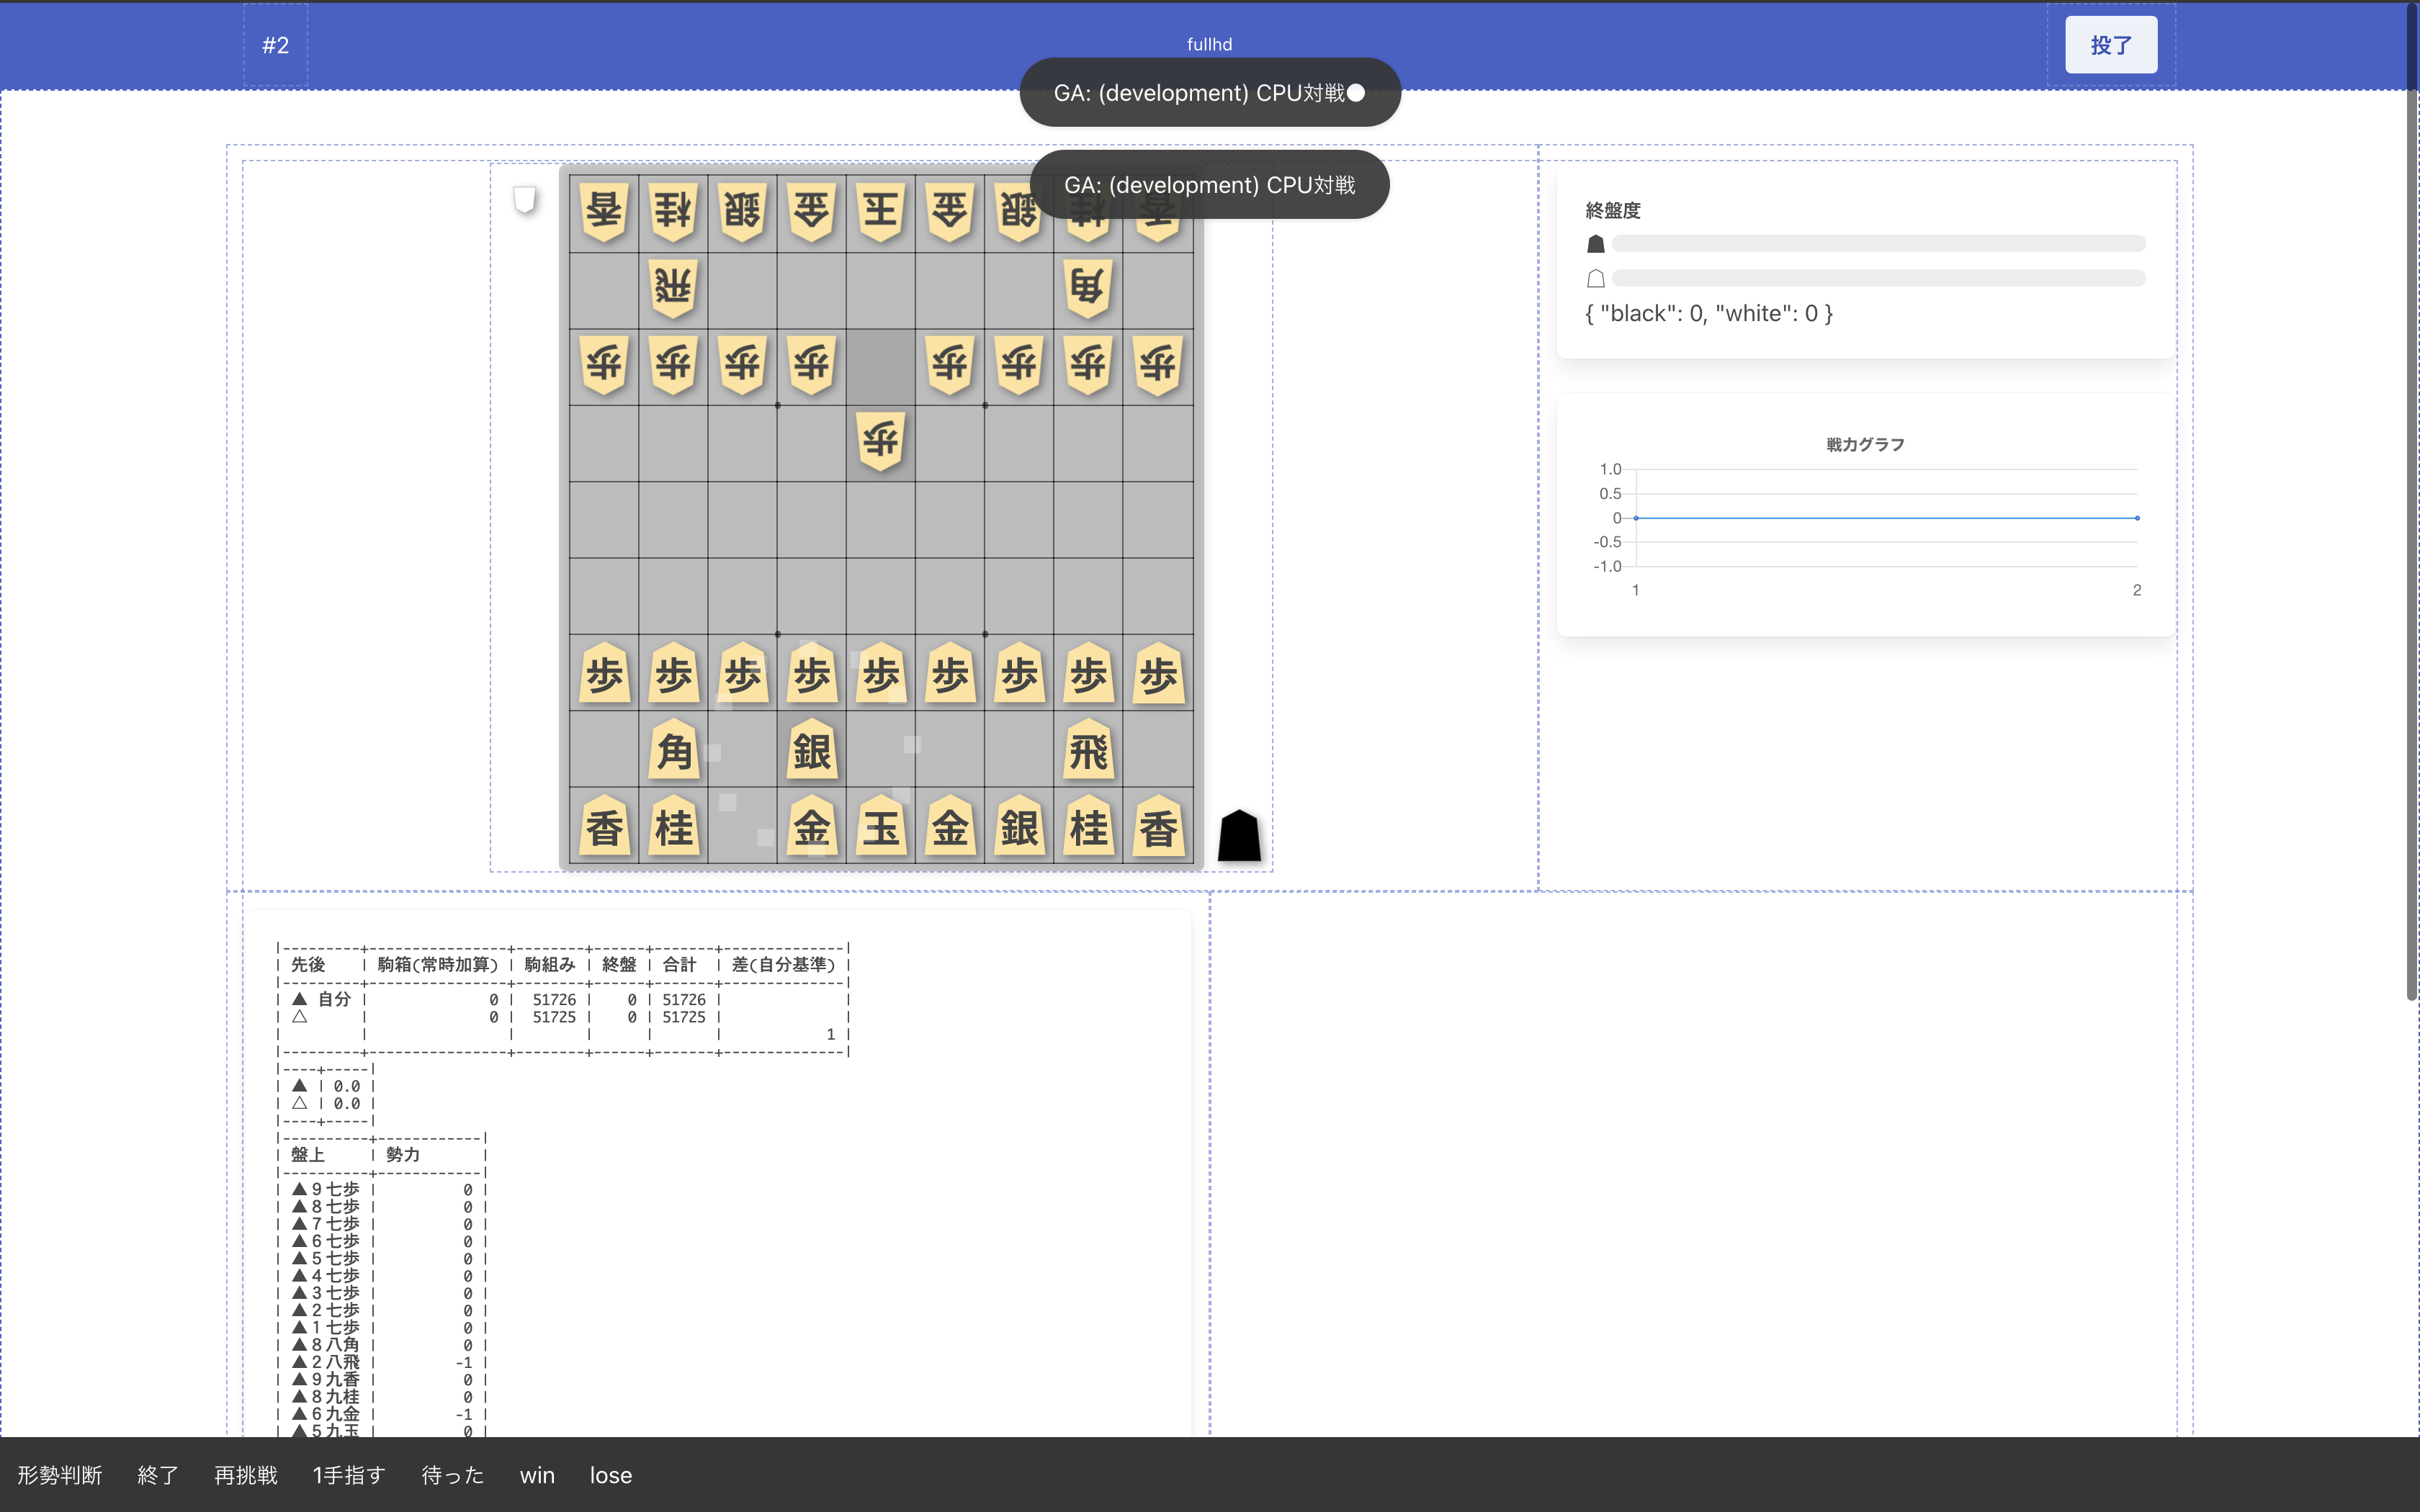 #2
fullhd
投了
GA: (development) CPU対戦
GA: (development) CPU対戦
香 桂 銀 金 王 金 銀 桂 香
飛 角
歩 歩 歩 歩 歩 歩 歩 歩
歩
歩 歩 歩 歩 歩 歩 歩 歩 歩
角 銀 飛
香 桂 金 玉 金 銀 桂 香
終盤度
{ "black": 0, "white": 0 }
戦力グラフ
1.0
0.5
0
-0.5
-1.0
1 2
先後 | 駒箱(常時加算) | 駒組み | 終盤 | 合計 | 差(自分基準)
▲ 自分 | 0 | 51726 | 0 | 51726 |
△ | 0 | 51725 | 0 | 51725 |
1
▲ | 0.0
△ | 0.0
盤上 | 勢力
▲９七歩 | 0
▲８七歩 | 0
▲７七歩 | 0
▲６七歩 | 0
▲５七歩 | 0
▲４七歩 | 0
▲３七歩 | 0
▲２七歩 | 0
▲１七歩 | 0
▲８八角 | 0
▲２八飛 | -1
▲９九香 | 0
▲８九桂 | 0
▲６九金 | -1
▲５九玉 | 0
形勢判断 終了 再挑戦 1手指す 待った win lose